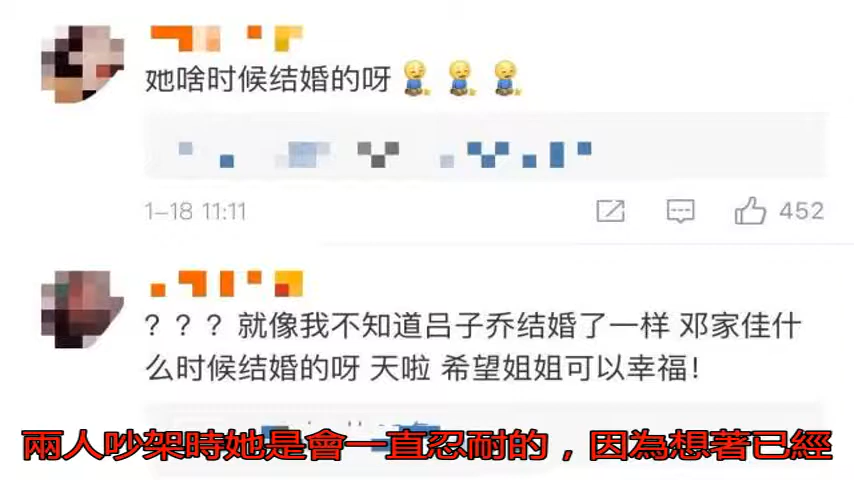 她啥时候结婚的呀
1-18 11:11
452
？？？就像我不知道吕子乔结婚了一样 邓家佳什
么时候结婚的呀 天啦 希望姐姐可以幸福！
兩人吵架時她是會一直忍耐的，因為想著已經